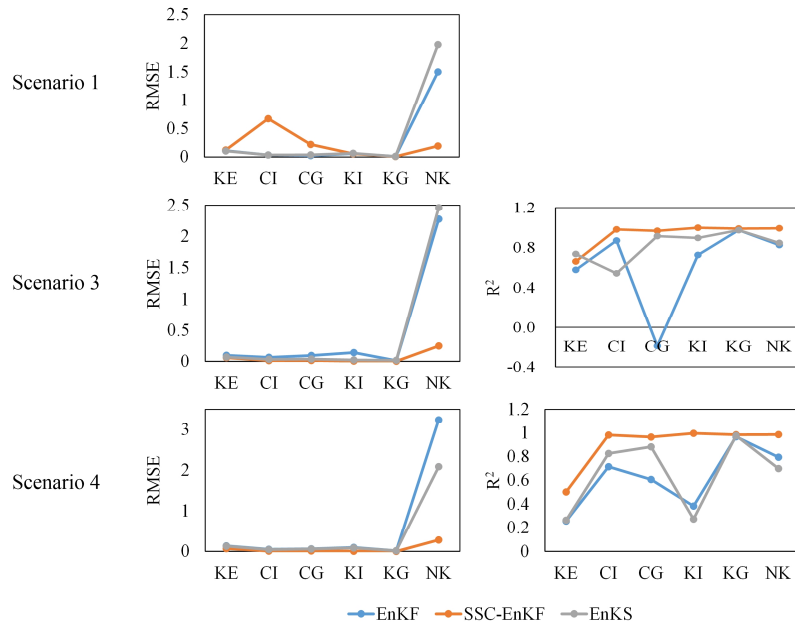 Scenario 1
RMSE
2.5
2
1.5
1
0.5
0
KE CI CG KI KG NK
Scenario 3
RMSE
2.5
2
1.5
1
0.5
0
KE CI CG KI KG NK
R²
1.2
0.8
0.4
0.0
-0.4
KE CI CG KI KG NK
Scenario 4
RMSE
3
2
1
0
KE CI CG KI KG NK
R²
1.2
1
0.8
0.6
0.4
0.2
0
KE CI CG KI KG NK
EnKF SSC-EnKF EnKS